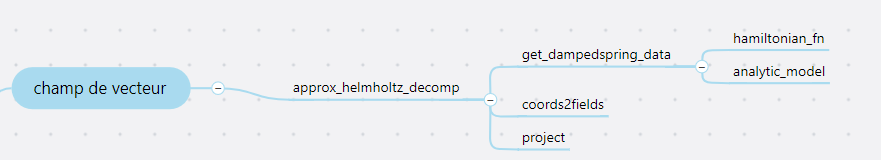 hamiltonian_fn
get_dampedspring_data
analytic_model
champ de vecteur
approx_helmholtz_decomp
coords2fields
project